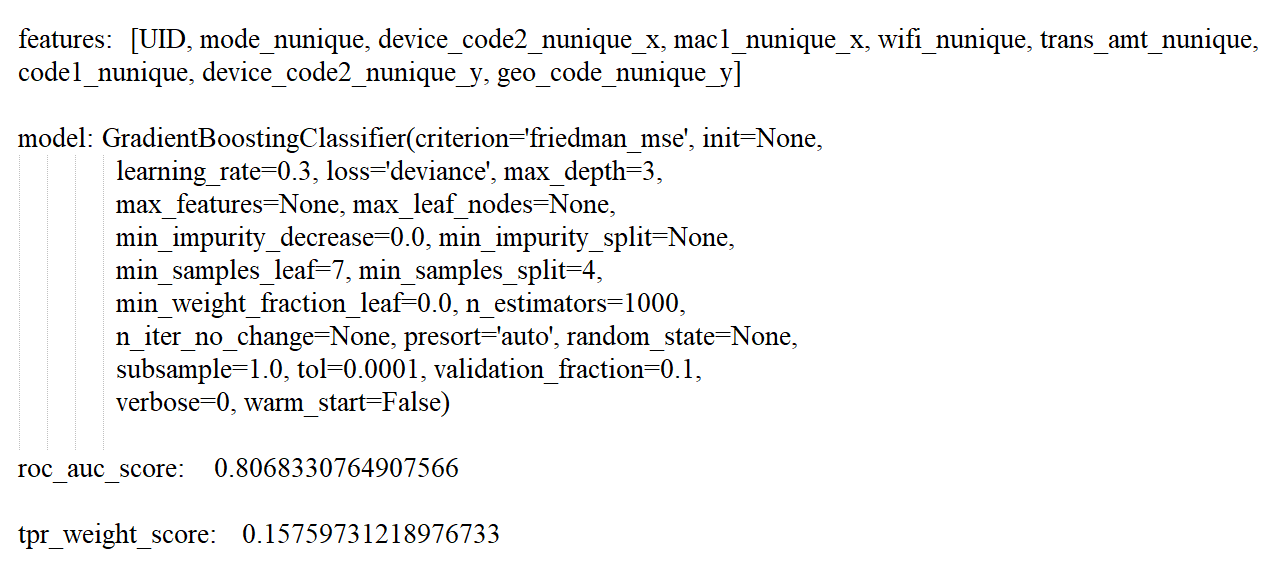 features:  [UID, mode_nunique, device_code2_nunique_x, mac1_nunique_x, wifi_nunique, trans_amt_nunique,
code1_nunique, device_code2_nunique_y, geo_code_nunique_y]
model: GradientBoostingClassifier(criterion='friedman_mse', init=None,
learning_rate=0.3, loss='deviance', max_depth=3,
max_features=None, max_leaf_nodes=None,
min_impurity_decrease=0.0, min_impurity_split=None,
min_samples_leaf=7, min_samples_split=4,
min_weight_fraction_leaf=0.0, n_estimators=1000,
n_iter_no_change=None, presort='auto', random_state=None,
subsample=1.0, tol=0.0001, validation_fraction=0.1,
verbose=0, warm_start=False)
roc_auc_score:   0.8068330764907566
tpr_weight_score:   0.15759731218976733